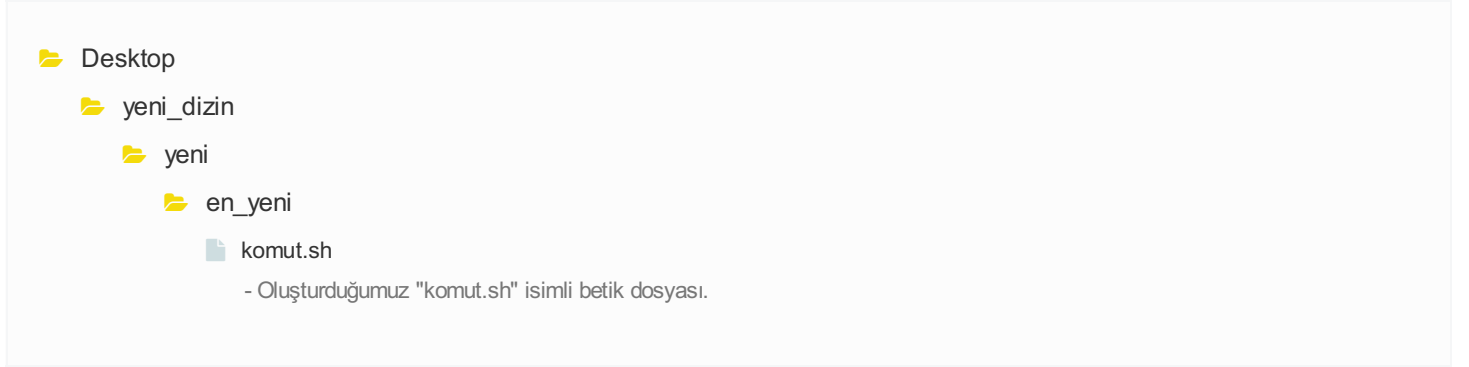 Desktop
yeni_dizin
yeni
en_yeni
komut.sh
- Oluşturduğumuz "komut.sh" isimli betik dosyası.